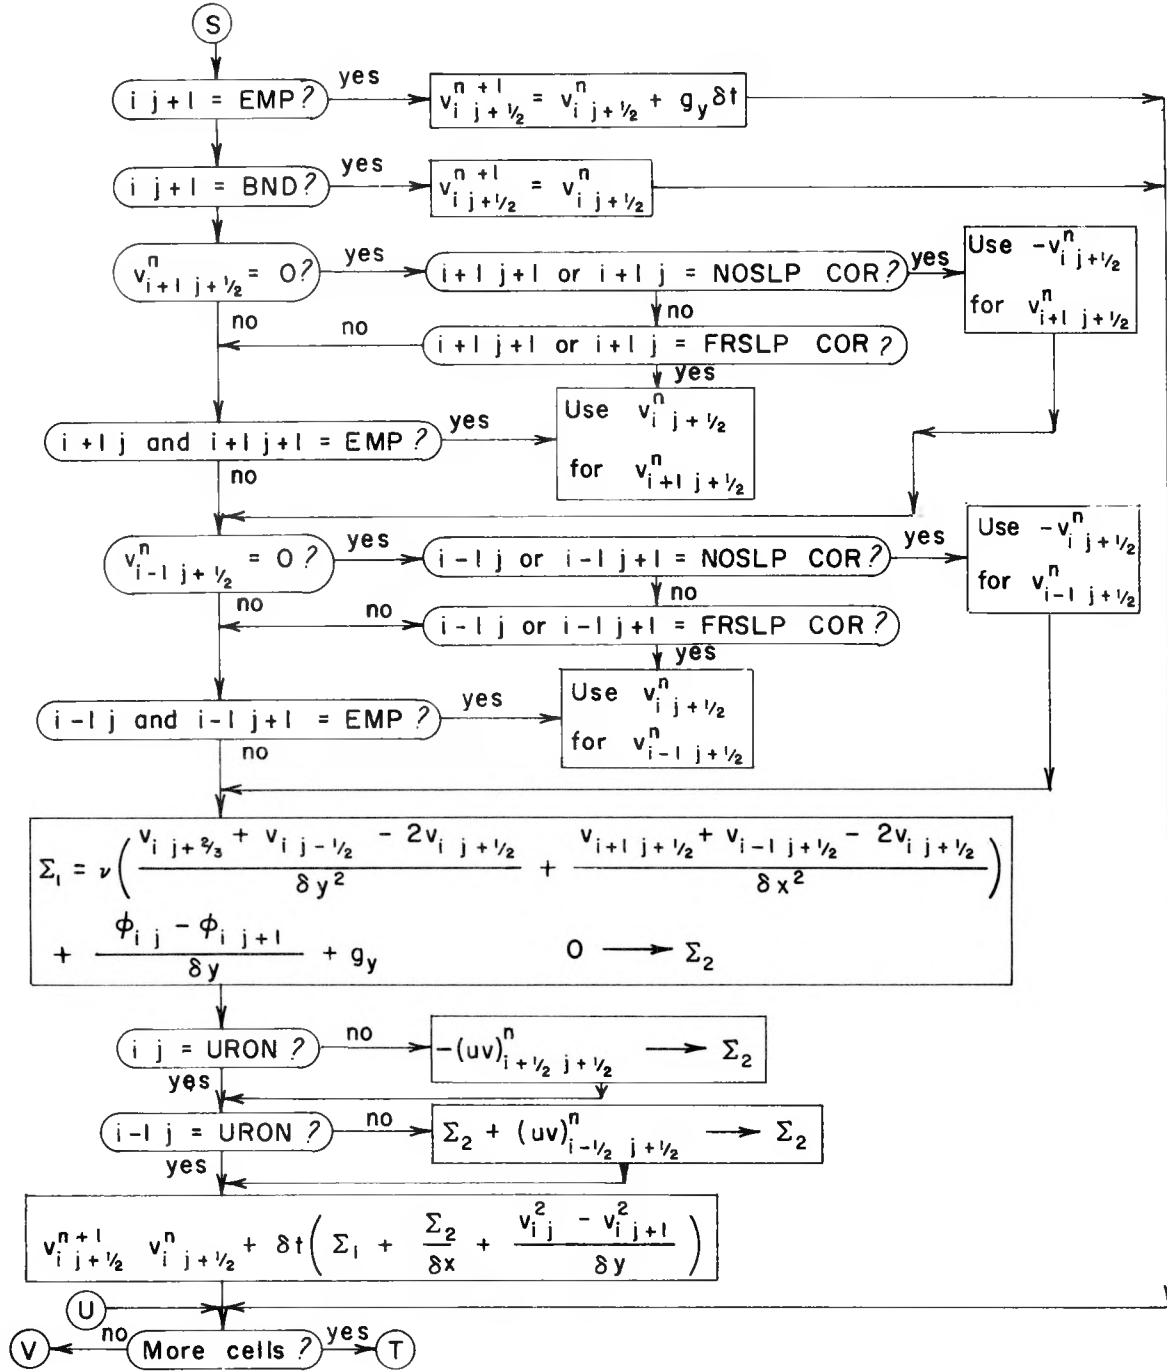 S
i j+1 = EMP?
yes
v^{n+1}_{i j+1/2} = v^n_{i j+1/2} + g_y δt
i j+1 = BND?
yes
v^{n+1}_{i j+1/2} = v^n_{i j+1/2}
v^n_{i+1 j+1/2} = 0?
yes
i+1 j+1 or i+1 j = NOSLP COR?
yes
Use -v^n_{i j+1/2}
for v^n_{i+1 j+1/2}
no
no
no
i+1 j+1 or i+1 j = FRSLP COR?
yes
i+1 j and i+1 j+1 = EMP?
yes
Use v^n_{i j+1/2}
for v^n_{i+1 j+1/2}
no
v^n_{i-1 j+1/2} = 0?
yes
i-1 j or i-1 j+1 = NOSLP COR?
yes
Use -v^n_{i j+1/2}
for v^n_{i-1 j+1/2}
no
no
no
i-1 j or i-1 j+1 = FRSLP COR?
yes
i-1 j and i-1 j+1 = EMP?
yes
Use v^n_{i j+1/2}
for v^n_{i-1 j+1/2}
no
Σ_1 = ν( (v_{i j+2/3} + v_{i j-1/2} - 2v_{i j+1/2})/δy² + (v_{i+1 j+1/2} + v_{i-1 j+1/2} - 2v_{i j+1/2})/δx² )
+ (φ_{i j} - φ_{i j+1})/δy + g_y 0 → Σ_2
i j = URON?
no
-(uv)^n_{i+1/2 j+1/2} → Σ_2
yes
i-1 j = URON?
no
Σ_2 + (uv)^n_{i-1/2 j+1/2} → Σ_2
yes
v^{n+1}_{i j+1/2} v^n_{i j+1/2} + δt( Σ_1 + Σ_2/δx + (v²_{i j} - v²_{i j+1})/δy )
U
V
no
More cells?
yes
T